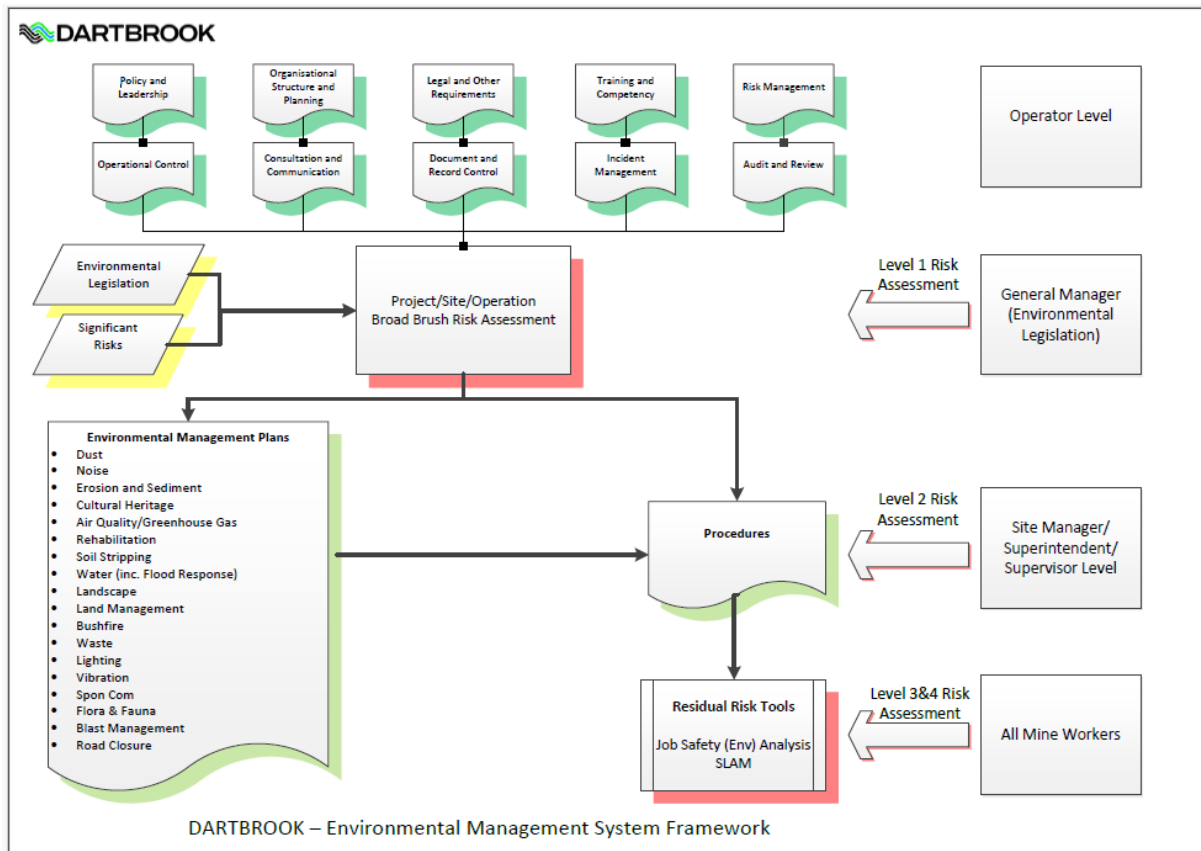 DARTBROOK
Policy and
Leadership
Organisational
Structure and
Planning
Legal and Other
Requirements
Training and
Competency
Risk Management
Operator Level
Operational Control
Consultation and
Communication
Document and
Record Control
Incident
Management
Audit and Review
Environmental
Legislation
Significant
Risks
Project/Site/Operation
Broad Brush Risk Assessment
Level 1 Risk
Assessment
General Manager
(Environmental
Legislation)
Environmental Management Plans
• Dust
• Noise
• Erosion and Sediment
• Cultural Heritage
• Air Quality/Greenhouse Gas
• Rehabilitation
• Soil Stripping
• Water (inc. Flood Response)
• Landscape
• Land Management
• Bushfire
• Waste
• Lighting
• Vibration
• Spon Com
• Flora & Fauna
• Blast Management
• Road Closure
Procedures
Level 2 Risk
Assessment
Site Manager/
Superintendent/
Supervisor Level
Residual Risk Tools
Job Safety (Env) Analysis
SLAM
Level 3&4 Risk
Assessment
All Mine Workers
DARTBROOK – Environmental Management System Framework